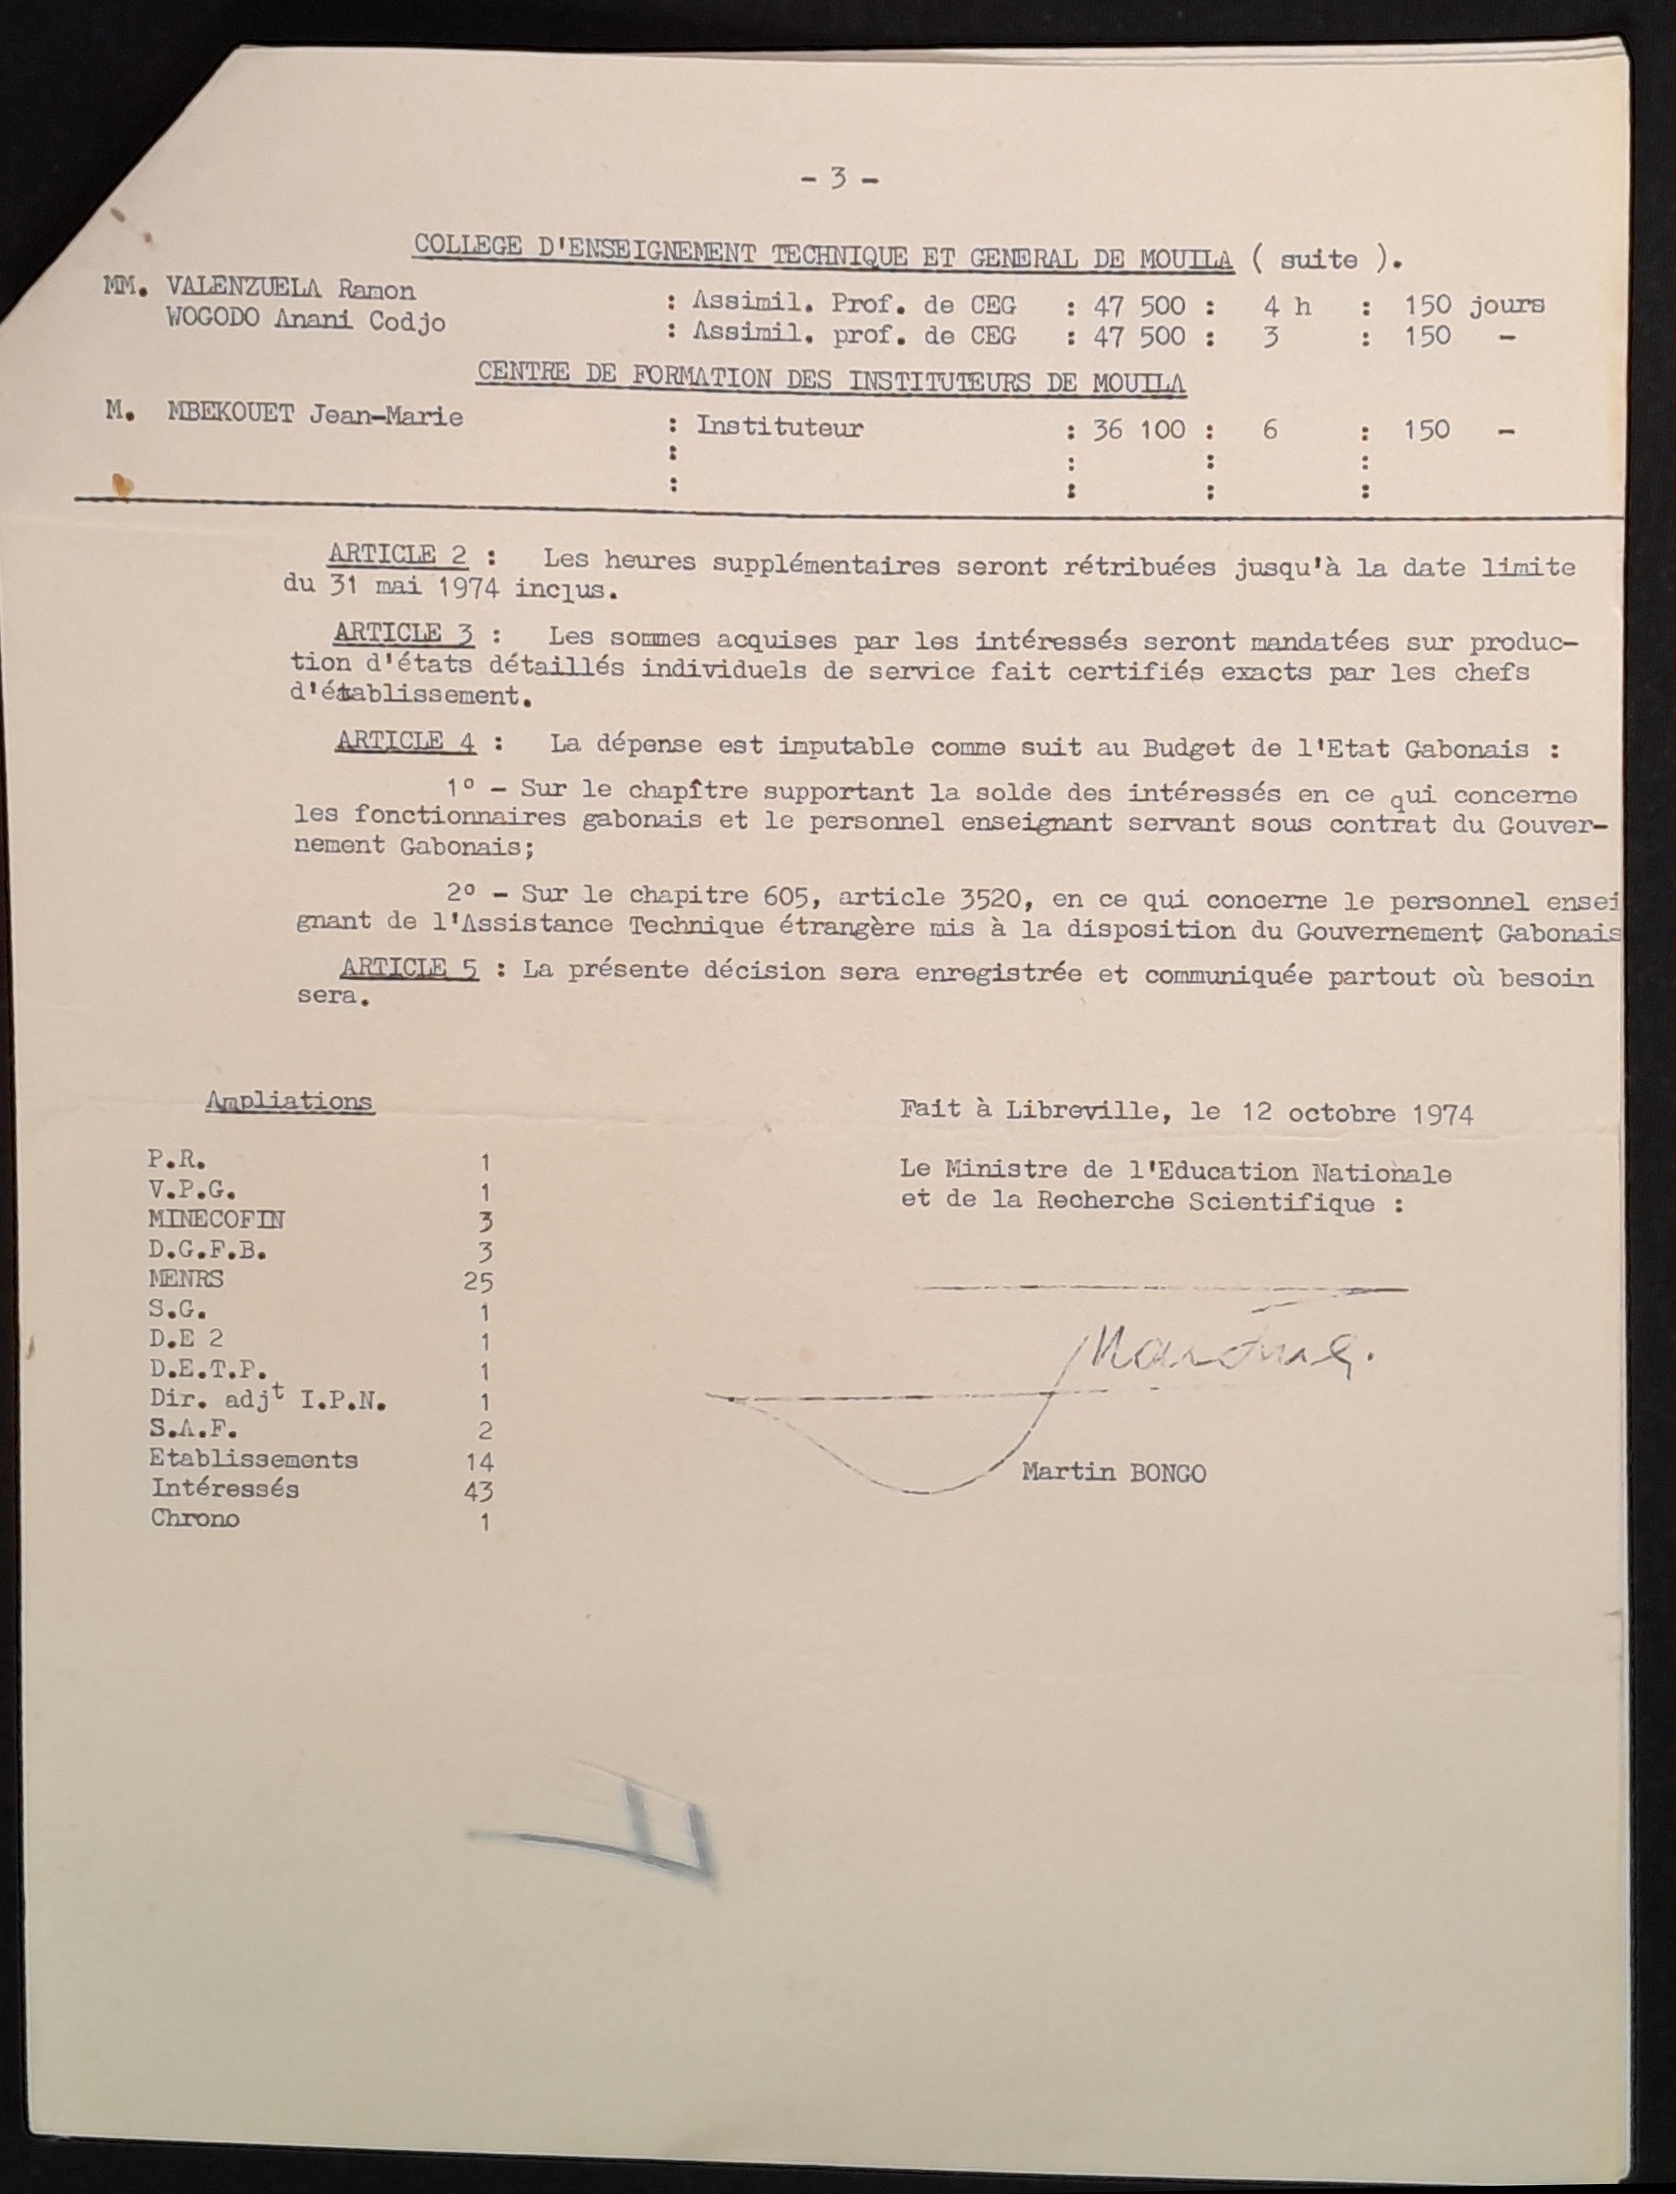 - 3 -
COLLEGE D'ENSEIGNEMENT TECHNIQUE ET GENERAL DE MOUILA ( suite ).
MM. VALENZUELA Ramon : Assimil. Prof. de CEG : 47 500 : 4 h : 150 jours
WOGODO Anani Codjo : Assimil. prof. de CEG : 47 500 : 3 : 150 -
CENTRE DE FORMATION DES INSTITUTEURS DE MOUILA
M. MBEKOUET Jean-Marie : Instituteur : 36 100 : 6 : 150 -
: : : :
: : : :
ARTICLE 2 : Les heures supplémentaires seront rétribuées jusqu'à la date limite
du 31 mai 1974 inclus.
ARTICLE 3 : Les sommes acquises par les intéressés seront mandatées sur produc-
tion d'états détaillés individuels de service fait certifiés exacts par les chefs
d'établissement.
ARTICLE 4 : La dépense est imputable comme suit au Budget de l'Etat Gabonais :
1º - Sur le chapître supportant la solde des intéressés en ce qui concerne
les fonctionnaires gabonais et le personnel enseignant servant sous contrat du Gouver-
nement Gabonais;
2º - Sur le chapitre 605, article 3520, en ce qui concerne le personnel ensei
gnant de l'Assistance Technique étrangère mis à la disposition du Gouvernement Gabonais
ARTICLE 5 : La présente décision sera enregistrée et communiquée partout où besoin
sera.
Ampliations
Fait à Libreville, le 12 octobre 1974
P.R. 1
Le Ministre de l'Education Nationale
V.P.G. 1
et de la Recherche Scientifique :
MINECOFIN 3
D.G.F.B. 3
MENRS 25
S.G. 1
D.E 2 1
D.E.T.P. 1
Dir. adjt I.P.N. 1
S.A.F. 2
Etablissements 14
Martin BONGO
Intéressés 43
Chrono 1